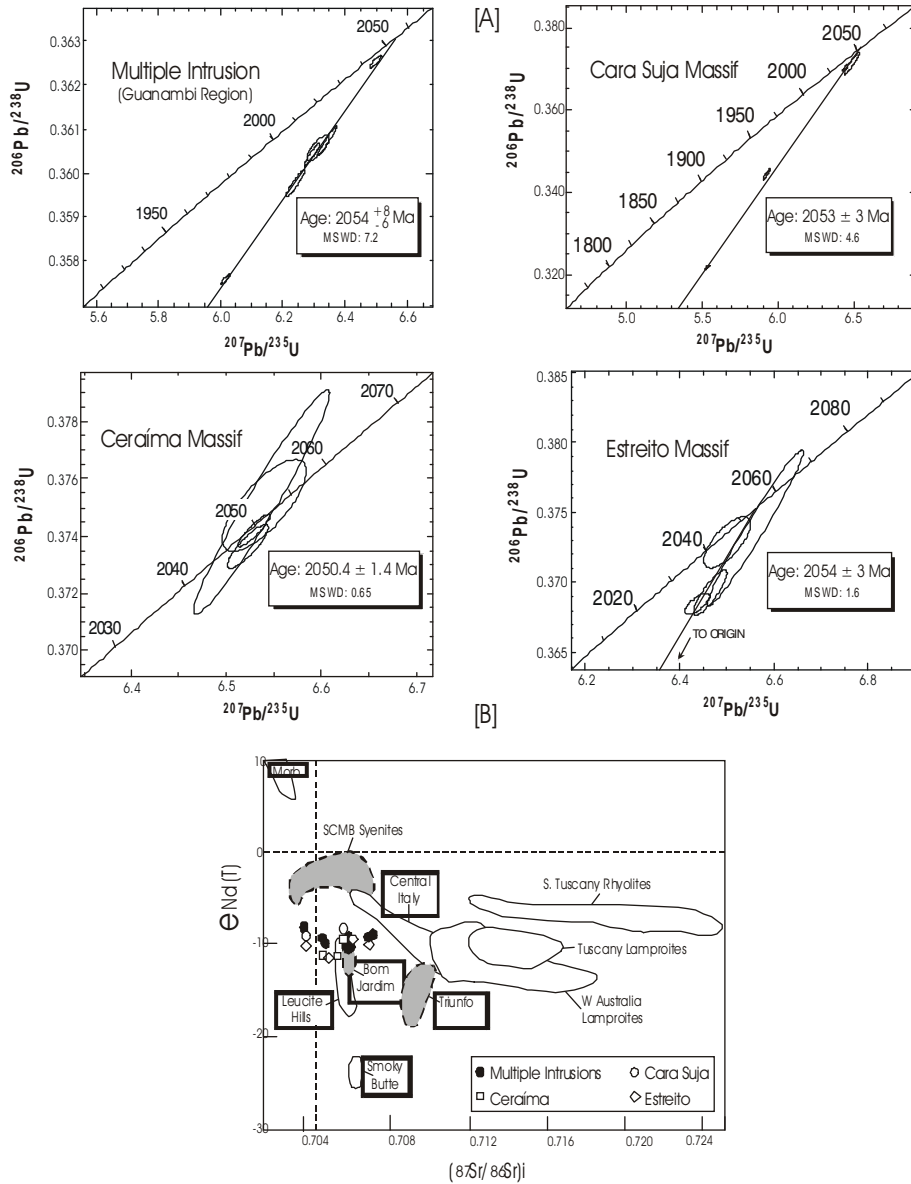 [A]
Multiple Intrusion
(Guanambi Region)
206Pb/238U
0.363
0.362
0.361
0.360
0.359
0.358
2050
2000
1950
Age: 2054 +8 -6 Ma
MSWD: 7.2
5.6 5.8 6.0 6.2 6.4 6.6
207Pb/235U
Cara Suja Massif
206Pb/238U
0.380
0.360
0.340
0.320
2050
2000
1950
1900
1850
1800
Age: 2053 ± 3 Ma
MSWD: 4.6
5.0 5.5 6.0 6.5
207Pb/235U
Ceraíma Massif
206Pb/238U
0.378
0.376
0.374
0.372
0.370
2070
2060
2050
2040
2030
Age: 2050.4 ± 1.4 Ma
MSWD: 0.65
6.4 6.5 6.6 6.7
207Pb/235U
Estreito Massif
206Pb/238U
0.385
0.380
0.375
0.370
0.365
2080
2060
2040
2020
Age: 2054 ± 3 Ma
MSWD: 1.6
TO ORIGIN
6.2 6.4 6.6 6.8
207Pb/235U
[B]
eNd (T)
10
0
-10
-20
-30
Morb
SCMB Syenites
Central
Italy
S. Tuscany Rhyolites
Tuscany Lamproites
W Australia
Lamproites
Bom
Jardim
Triunfo
Leucite
Hills
Smoky
Butte
Multiple Intrusions
Cara Suja
Ceraíma
Estreito
0.704 0.708 0.712 0.716 0.720 0.724
(87Sr/86Sr)i